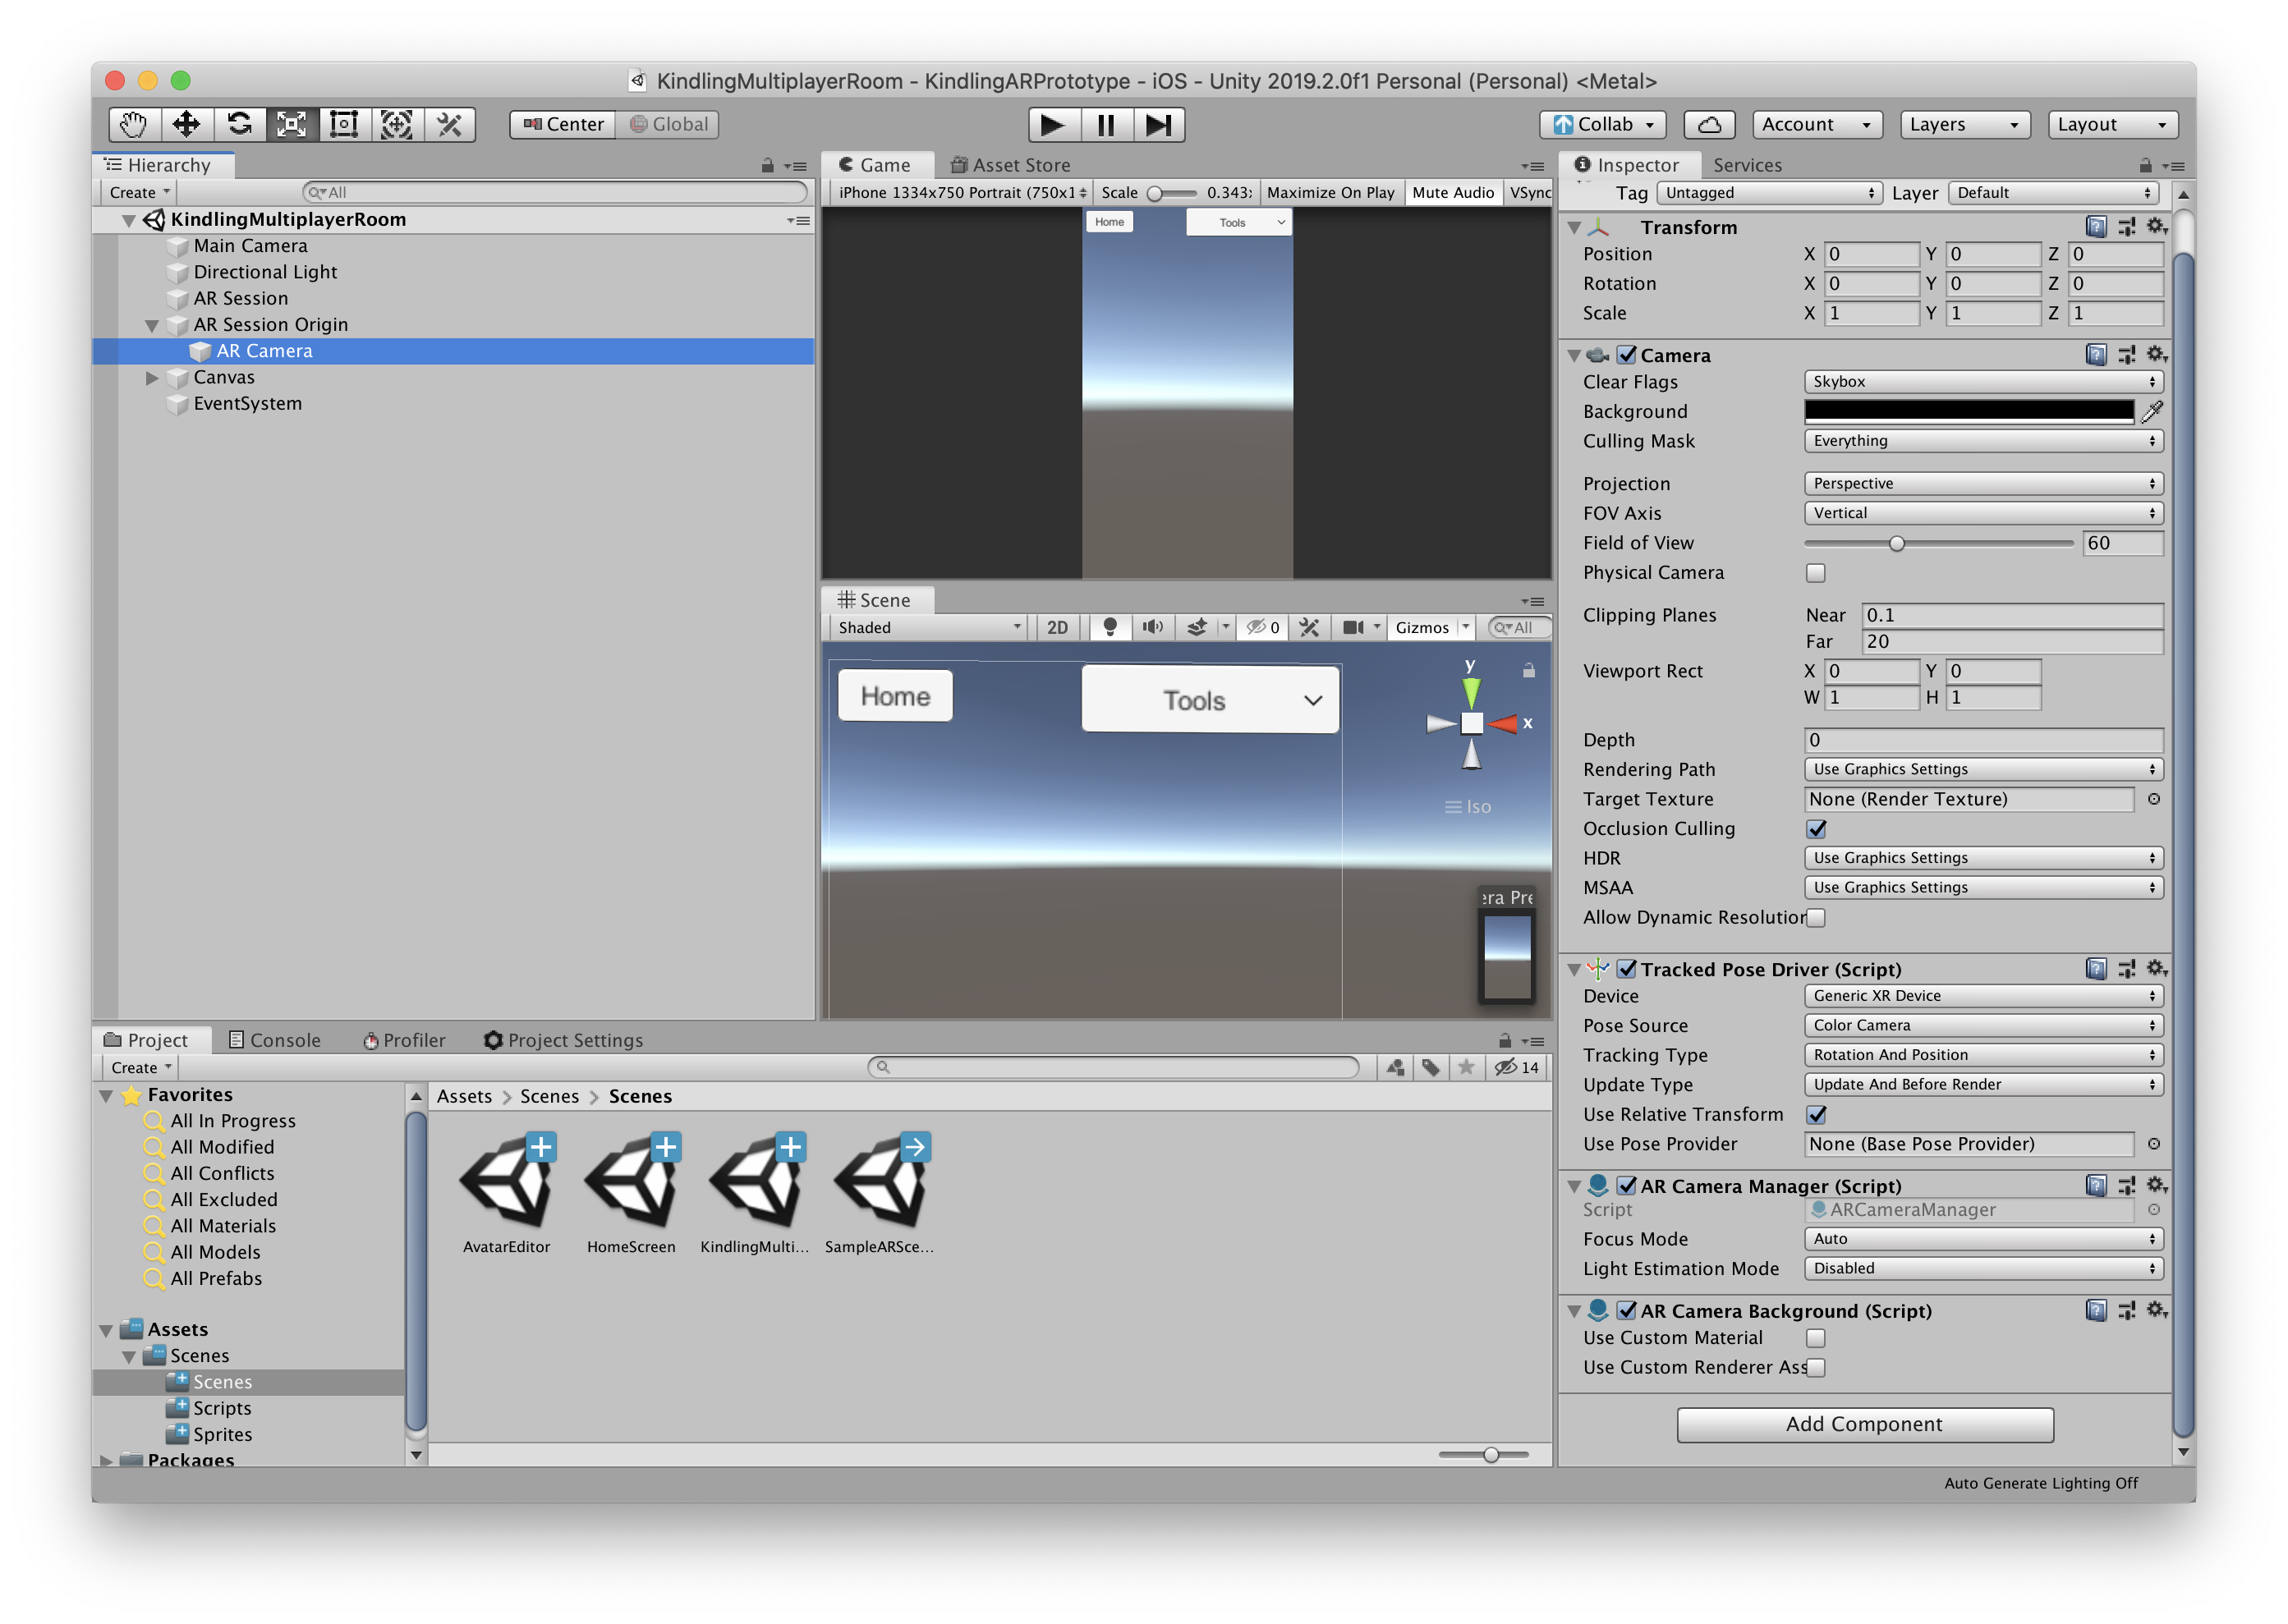 KindlingMultiplayerRoom - KindlingARPrototype - iOS - Unity 2019.2.0f1 Personal (Personal) <Metal>
Center Global Collab Account Layers Layout
Hierarchy
Create All
KindlingMultiplayerRoom
Main Camera
Directional Light
AR Session
AR Session Origin
AR Camera
Canvas
EventSystem
Game Asset Store
iPhone 1334x750 Portrait (750x1 Scale 0.343 Maximize On Play Mute Audio VSync
Home Tools
Scene
Shaded 2D 0 Gizmos All
Home Tools
y
x
Iso
era Pre
Inspector Services
Tag Untagged Layer Default
Transform
Position X 0 Y 0 Z 0
Rotation X 0 Y 0 Z 0
Scale X 1 Y 1 Z 1
Camera
Clear Flags Skybox
Background
Culling Mask Everything
Projection Perspective
FOV Axis Vertical
Field of View 60
Physical Camera
Clipping Planes Near 0.1
Far 20
Viewport Rect X 0 Y 0
W 1 H 1
Depth 0
Rendering Path Use Graphics Settings
Target Texture None (Render Texture)
Occlusion Culling
HDR Use Graphics Settings
MSAA Use Graphics Settings
Allow Dynamic Resolution
Tracked Pose Driver (Script)
Device Generic XR Device
Pose Source Color Camera
Tracking Type Rotation And Position
Update Type Update And Before Render
Use Relative Transform
Use Pose Provider None (Base Pose Provider)
AR Camera Manager (Script)
Script ARCameraManager
Focus Mode Auto
Light Estimation Mode Disabled
AR Camera Background (Script)
Use Custom Material
Use Custom Renderer Ass
Add Component
Project Console Profiler Project Settings
Create 14
Favorites
All In Progress
All Modified
All Conflicts
All Excluded
All Materials
All Models
All Prefabs
Assets
Scenes
Scenes
Scripts
Sprites
Packages
Assets > Scenes > Scenes
AvatarEditor HomeScreen KindlingMulti... SampleARSce...
Auto Generate Lighting Off